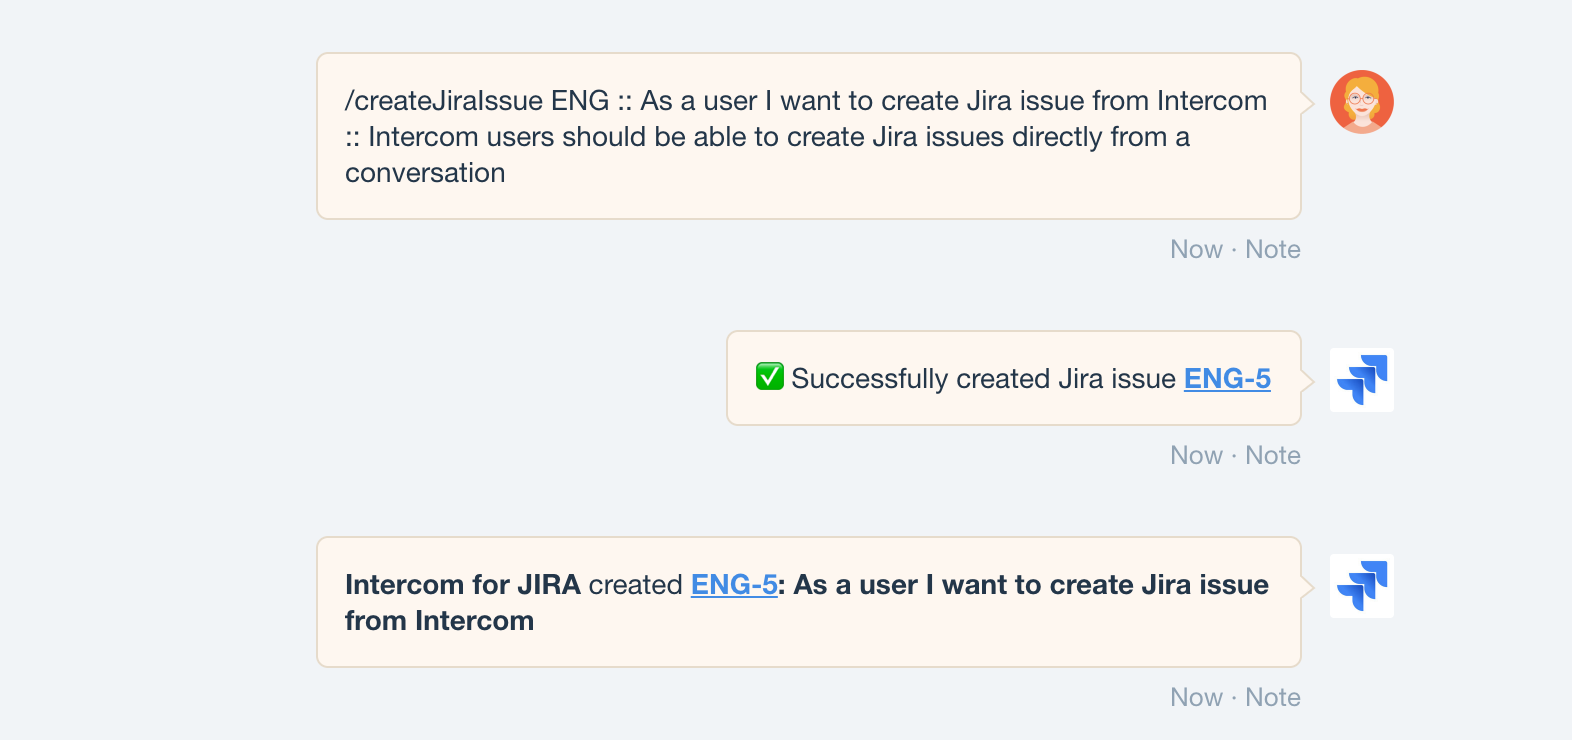 /createJiraIssue ENG :: As a user I want to create Jira issue from Intercom
:: Intercom users should be able to create Jira issues directly from a
conversation
Now · Note
✅ Successfully created Jira issue ENG-5
Now · Note
Intercom for JIRA created ENG-5: As a user I want to create Jira issue
from Intercom
Now · Note